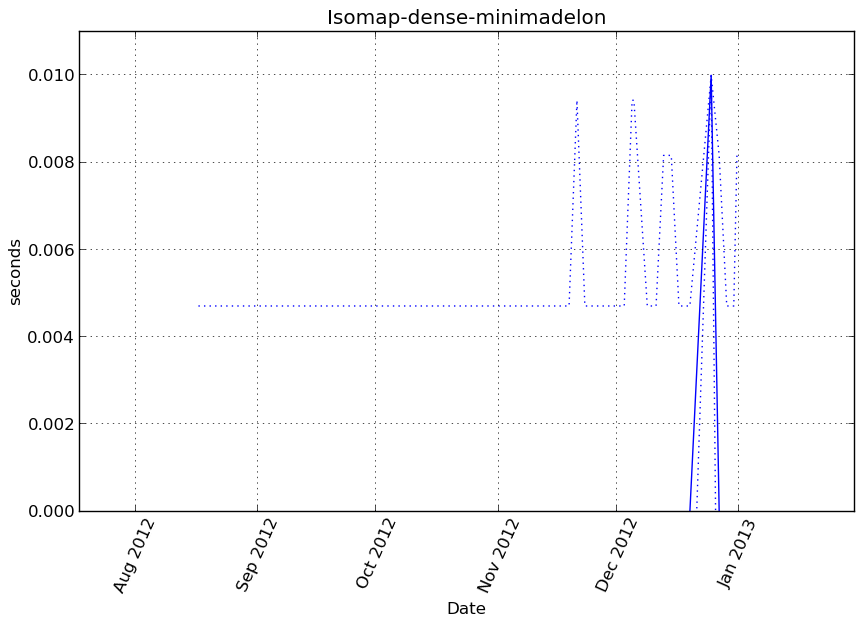 Isomap-dense-minimadelon
0.010
0.008
0.006
0.004
0.002
0.000
seconds
Aug 2012
Sep 2012
Oct 2012
Nov 2012
Dec 2012
Jan 2013
Date